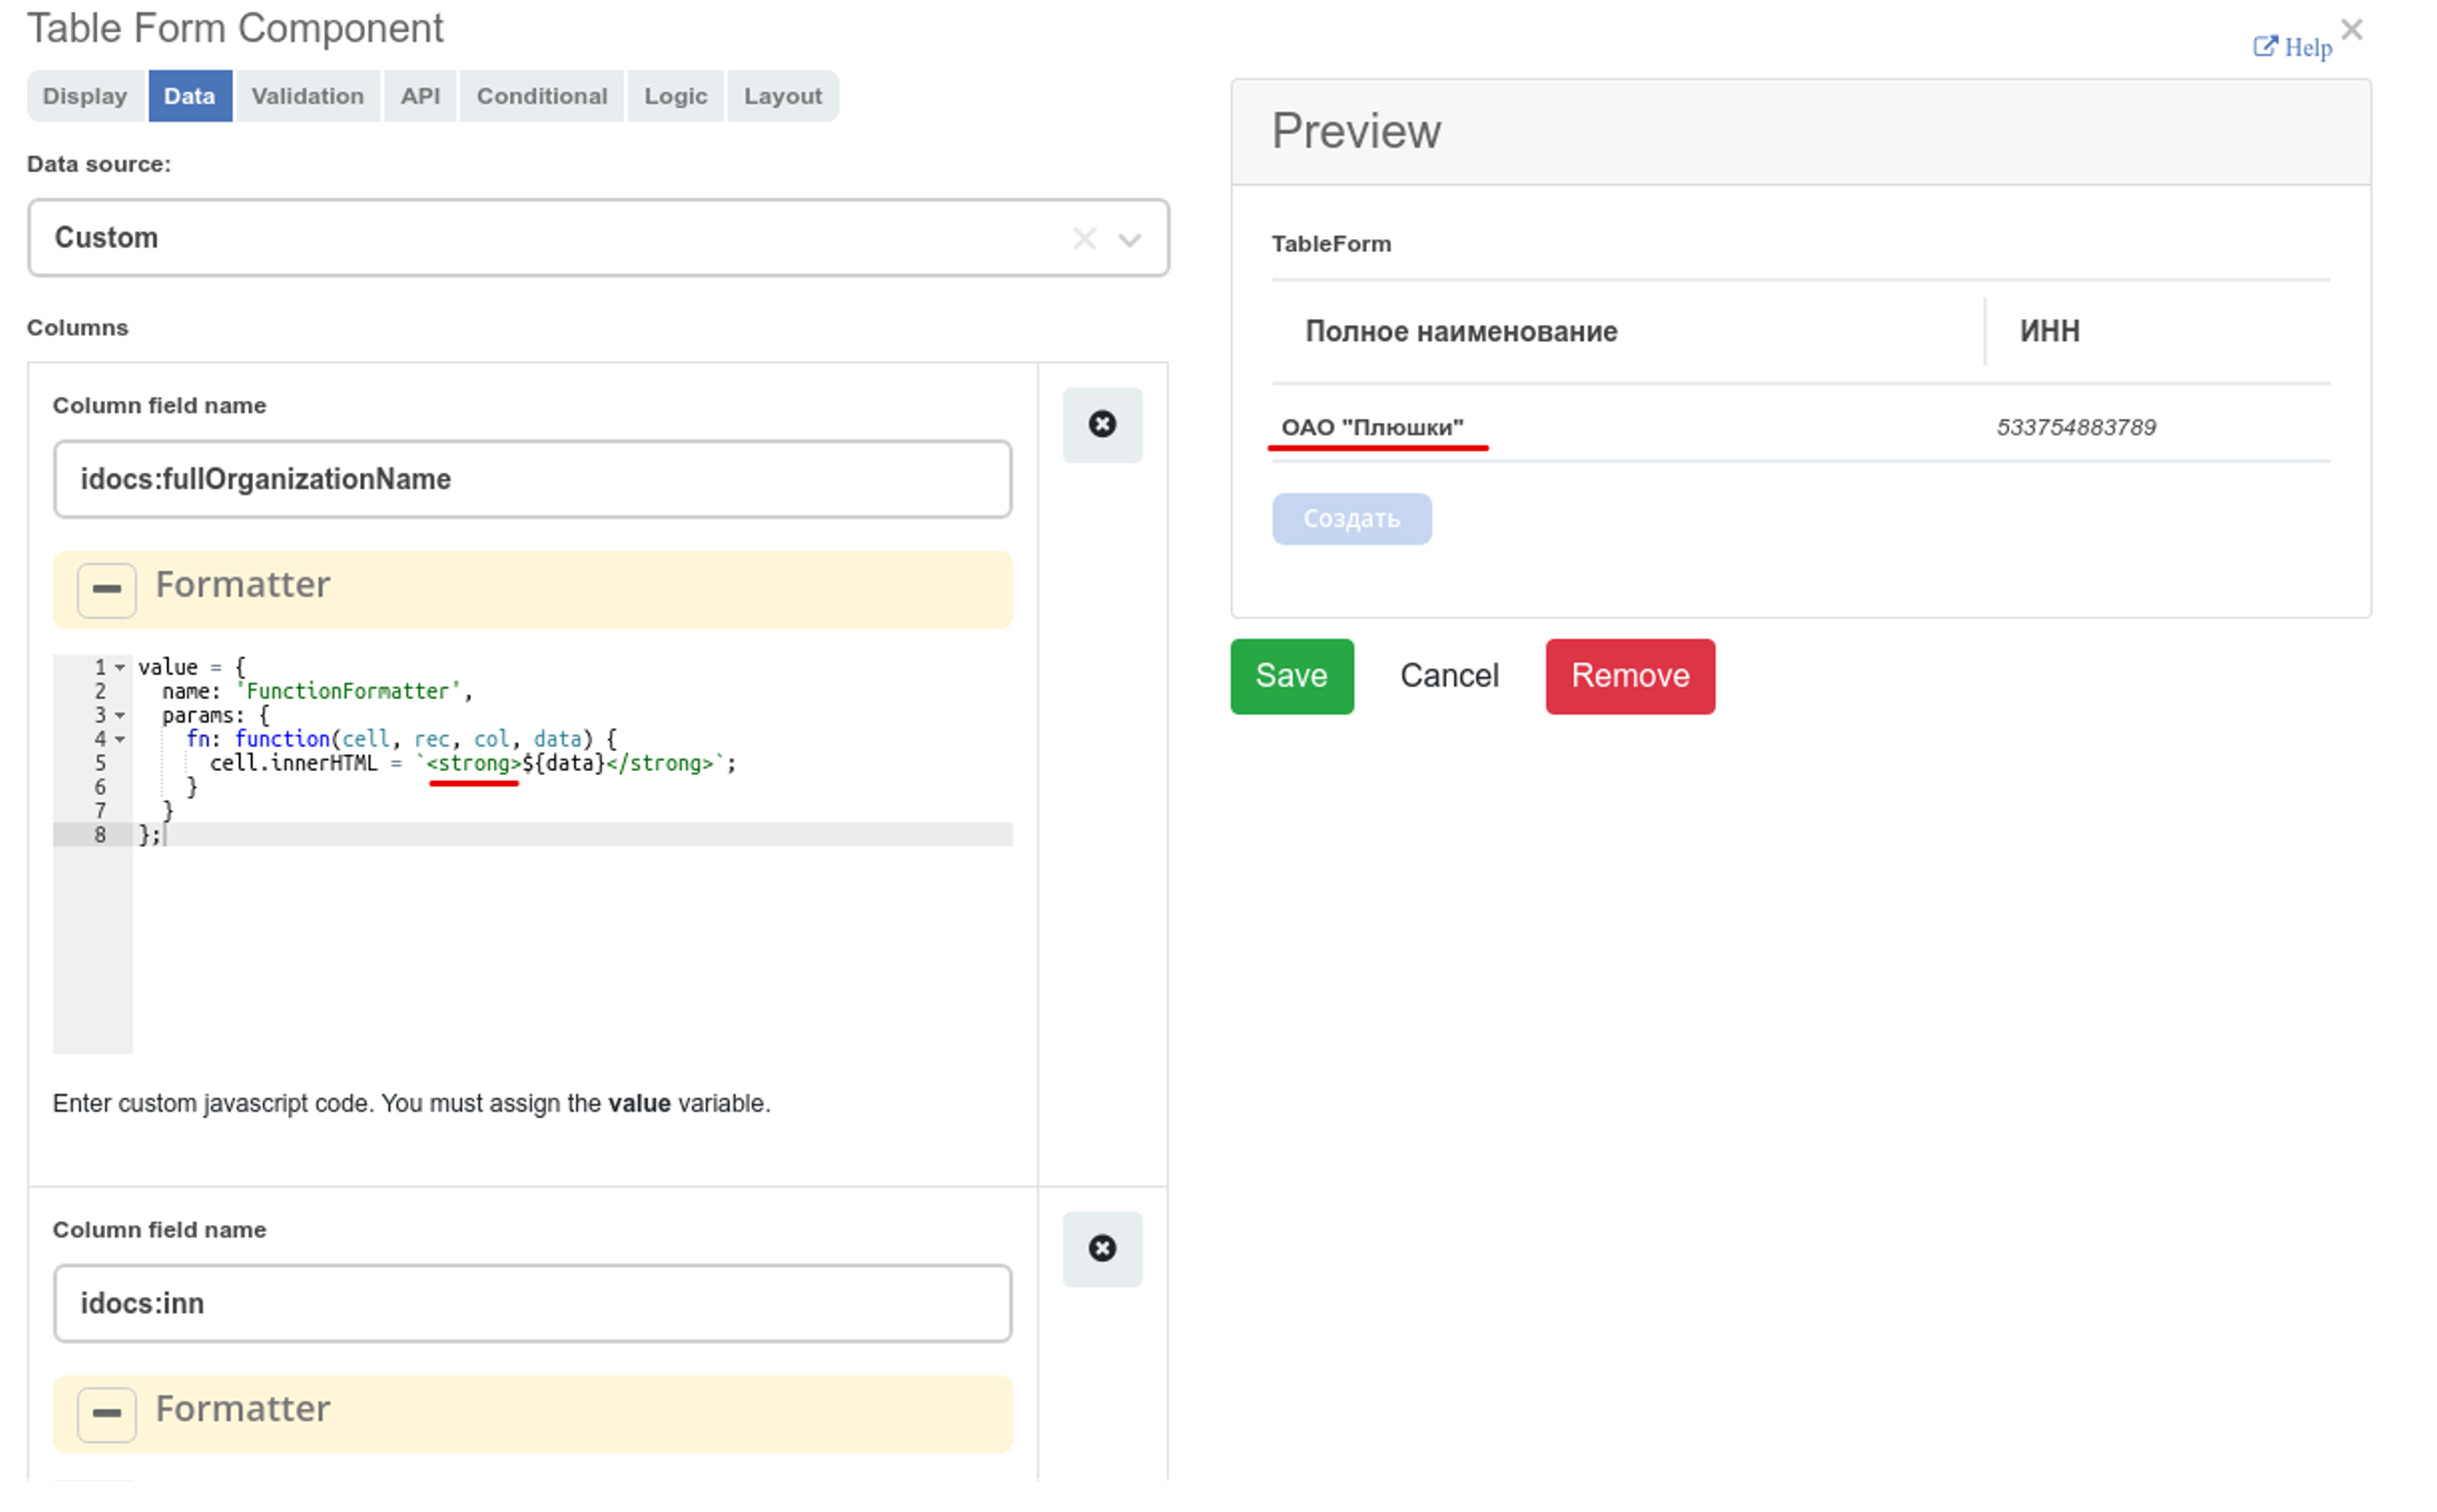 Table Form Component
Help
Display Data Validation API Conditional Logic Layout
Data source:
Custom
Columns
Column field name
idocs:fullOrganizationName
Formatter
1 value = {
2 name: 'FunctionFormatter',
3 params: {
4 fn: function(cell, rec, col, data) {
5 cell.innerHTML = `<strong>${data}</strong>`;
6 }
7 }
8 };
Enter custom javascript code. You must assign the value variable.
Column field name
idocs:inn
Formatter
Preview
TableForm
Полное наименование ИНН
ОАО "Плюшки" 533754883789
Создать
Save Cancel Remove